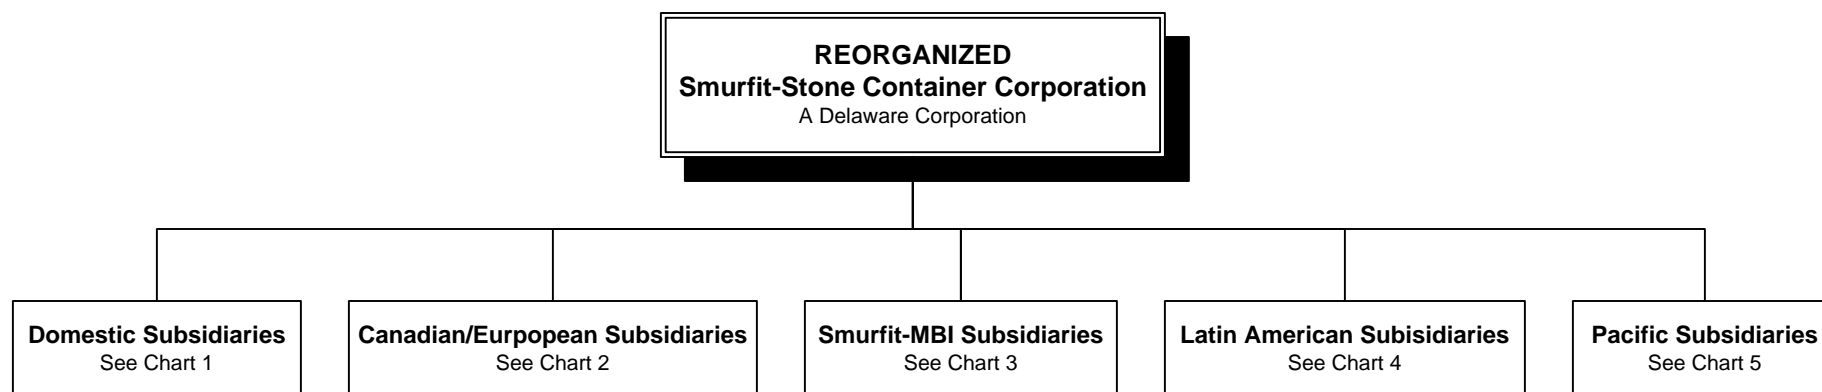 REORGANIZED
Smurfit-Stone Container Corporation
A Delaware Corporation
Domestic Subsidiaries
See Chart 1
Canadian/Eurpopean Subsidiaries
See Chart 2
Smurfit-MBI Subsidiaries
See Chart 3
Latin American Subisidiaries
See Chart 4
Pacific Subsidiaries
See Chart 5